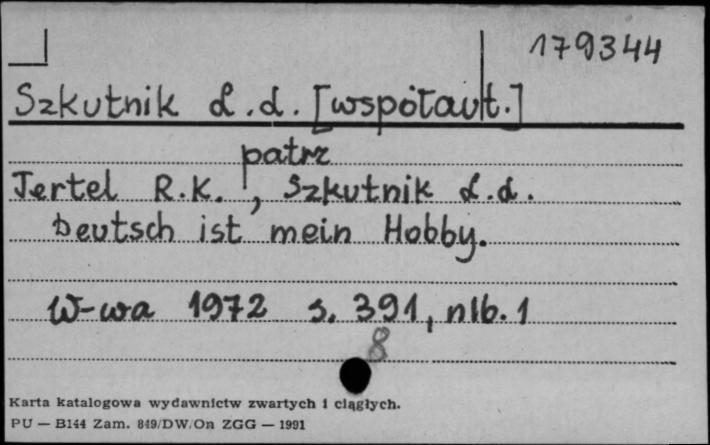 179344
Szkutnik L.d. [współaut.]
patrz
Jertel R.K., Szkutnik L.d.
Deutsch ist mein Hobby.
W-wa 1972 s. 391, nlb. 1
8
Karta katalogowa wydawnictw zwartych i ciągłych.
PU — B144 Zam. 849/DW/On ZGG — 1991